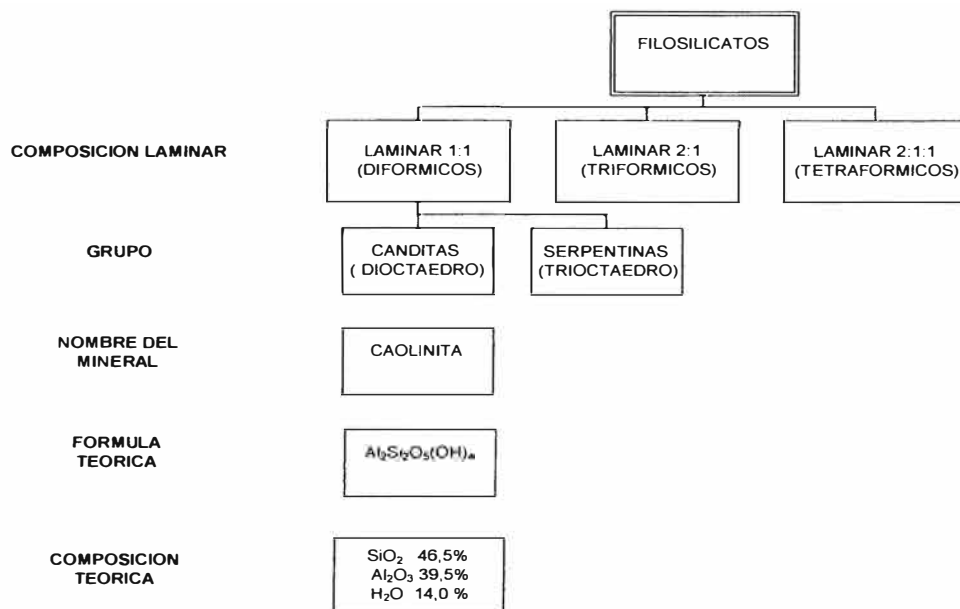 FILOSILICATOS
COMPOSICION LAMINAR
LAMINAR 1:1
(DIFORMICOS)
LAMINAR 2:1
(TRIFORMICOS)
LAMINAR 2:1:1
(TETRAFORMICOS)
GRUPO
CANDITAS
( DIOCTAEDRO)
SERPENTINAS
(TRIOCTAEDRO)
NOMBRE DEL
MINERAL
CAOLINITA
FORMULA
TEORICA
Al₂Si₂O₅(OH)₄
COMPOSICION
TEORICA
SiO₂ 46,5%
Al₂O₃ 39,5%
H₂O 14,0 %